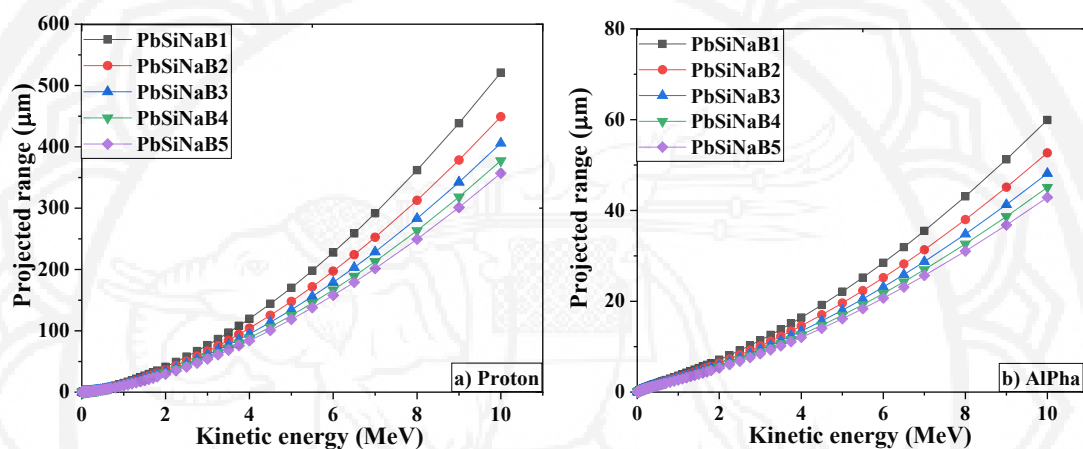 600
500
400
300
200
100
0
Projected range (μm)
PbSiNaB1
PbSiNaB2
PbSiNaB3
PbSiNaB4
PbSiNaB5
a) Proton
0 2 4 6 8 10
Kinetic energy (MeV)
80
60
40
20
0
Projected range (μm)
PbSiNaB1
PbSiNaB2
PbSiNaB3
PbSiNaB4
PbSiNaB5
b) AlPha
0 2 4 6 8 10
Kinetic energy (MeV)